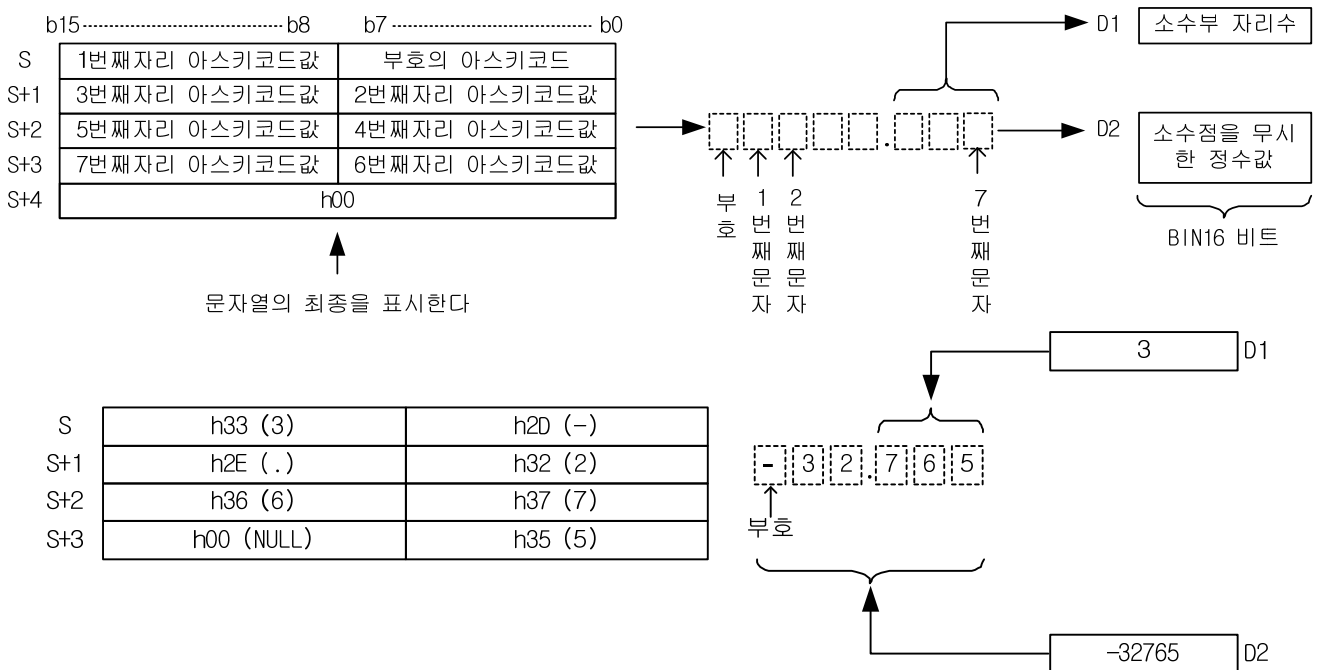 b15 b8 b7 b0
S 1번째자리 아스키코드값 부호의 아스키코드
S+1 3번째자리 아스키코드값 2번째자리 아스키코드값
S+2 5번째자리 아스키코드값 4번째자리 아스키코드값
S+3 7번째자리 아스키코드값 6번째자리 아스키코드값
S+4 h00
문자열의 최종을 표시한다
.
부호
1번째문자
2번째문자
7번째문자
D1 소수부 자리수
D2 소수점을 무시
한 정수값
BIN16 비트
3 D1
S h33 (3) h2D (-)
S+1 h2E (.) h32 (2)
S+2 h36 (6) h37 (7)
S+3 h00 (NULL) h35 (5)
- 3 2 . 7 6 5
부호
-32765 D2